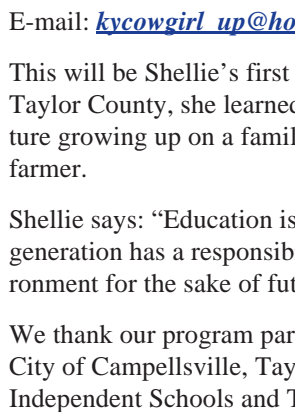 E-mail: kycowgirl_up@ho
This will be Shellie’s first
Taylor County, she learned
ture growing up on a famil
farmer.
Shellie says: “Education is
generation has a responsib
ronment for the sake of fut
We thank our program par
City of Campellsville, Tay
Independent Schools and T